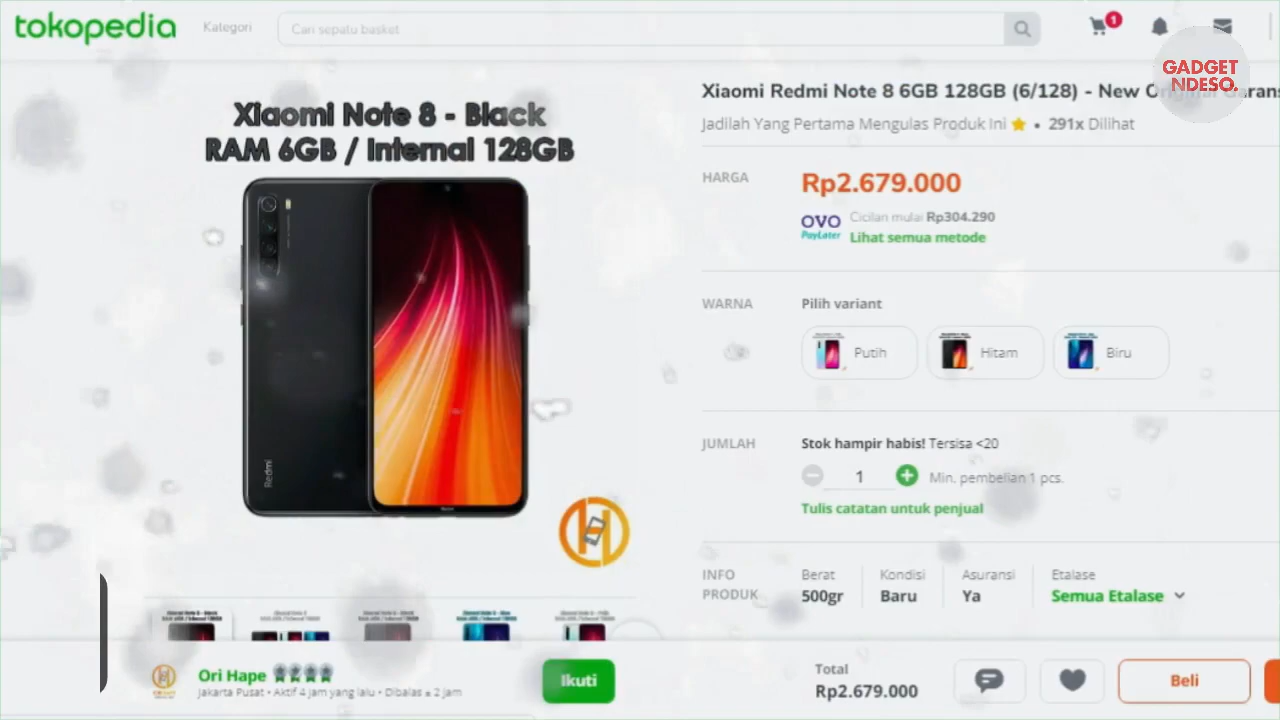 tokopedia
Kategori
Cari sepatu basket
1
GADGET
NDESO.
Xiaomi Note 8 - Black
RAM 6GB / Internal 128GB
Redmi
Xiaomi Redmi Note 8 6GB 128GB (6/128) - New Original Garans
Jadilah Yang Pertama Mengulas Produk Ini • 291x Dilihat
HARGA
Rp2.679.000
OVO
PayLater
Cicilan mulai Rp304.290
Lihat semua metode
WARNA
Pilih variant
Putih
Hitam
Biru
JUMLAH
Stok hampir habis! Tersisa <20
1
Min. pembelian 1 pcs.
Tulis catatan untuk penjual
INFO
PRODUK
Berat
500gr
Kondisi
Baru
Asuransi
Ya
Etalase
Semua Etalase
Ori Hape
Jakarta Pusat • Aktif 4 jam yang lalu • Dibalas ± 2 jam
Ikuti
Total
Rp2.679.000
Beli